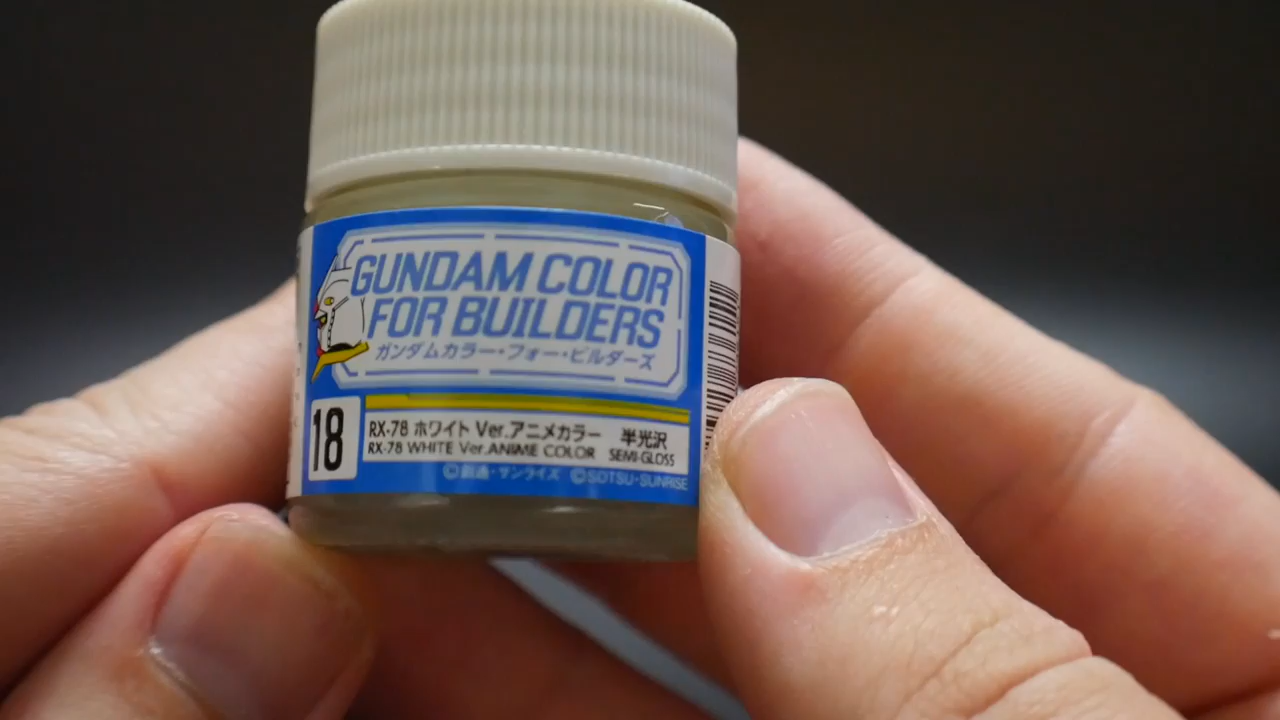 GUNDAM COLOR
FOR BUILDERS
ガンダムカラー・フォー・ビルダーズ
18
RX-78 ホワイト Ver.アニメカラー 半光沢
RX-78 WHITE Ver.ANIME COLOR SEMI-GLOSS
©創通・サンライズ ©SOTSU・SUNRISE